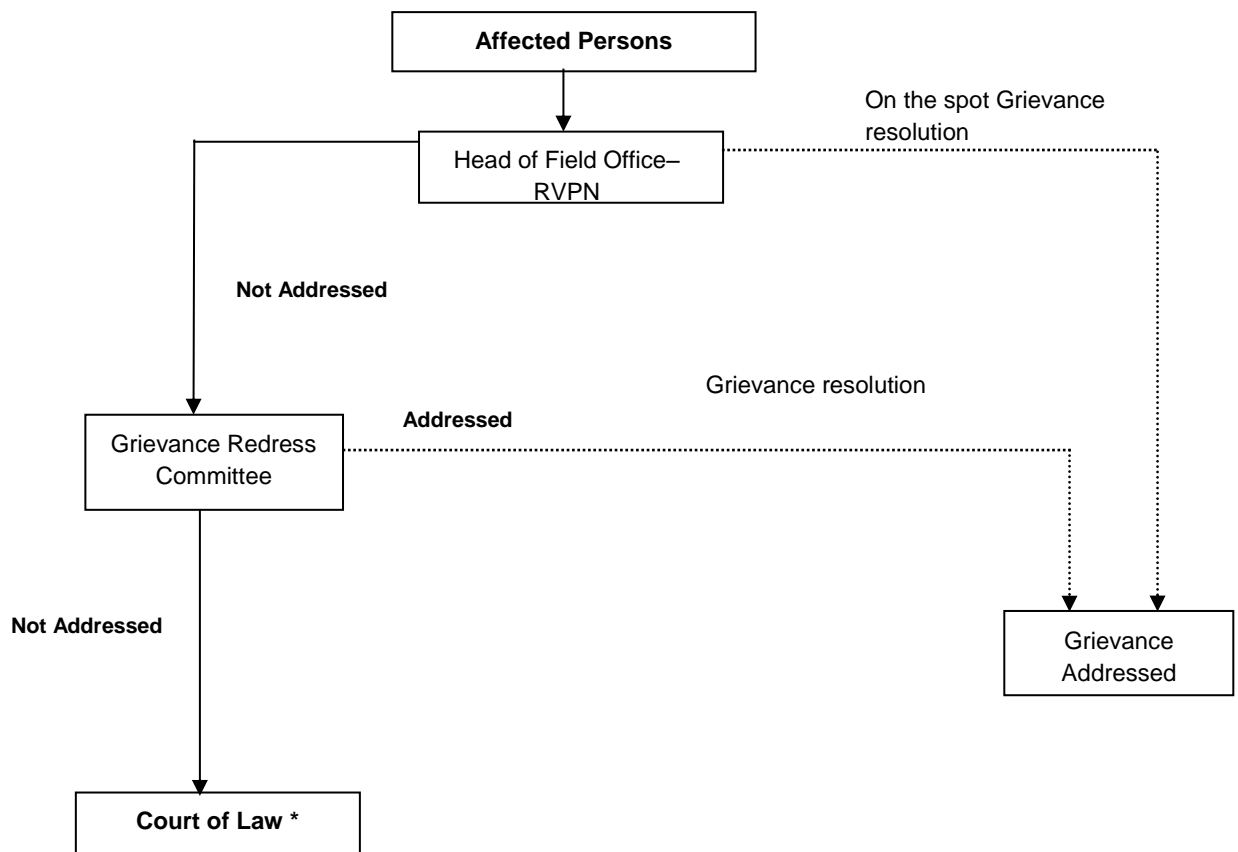 Affected Persons
On the spot Grievance
resolution
Head of Field Office–
RVPN
Not Addressed
Grievance resolution
Addressed
Grievance Redress
Committee
Not Addressed
Grievance
Addressed
Court of Law *